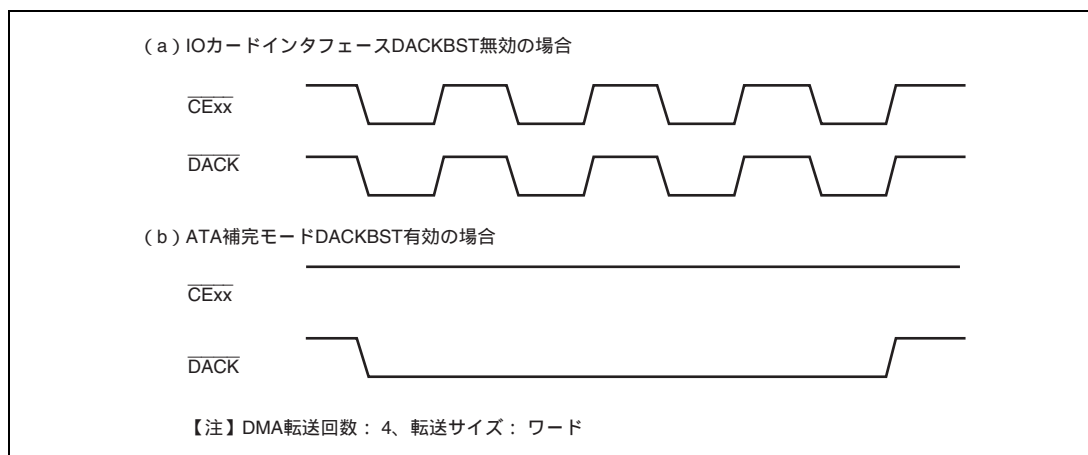 (a)IOカードインタフェースDACKBST無効の場合
CExx
DACK
(b)ATA補完モードDACKBST有効の場合
CExx
DACK
【注】DMA転送回数: 4、転送サイズ: ワード